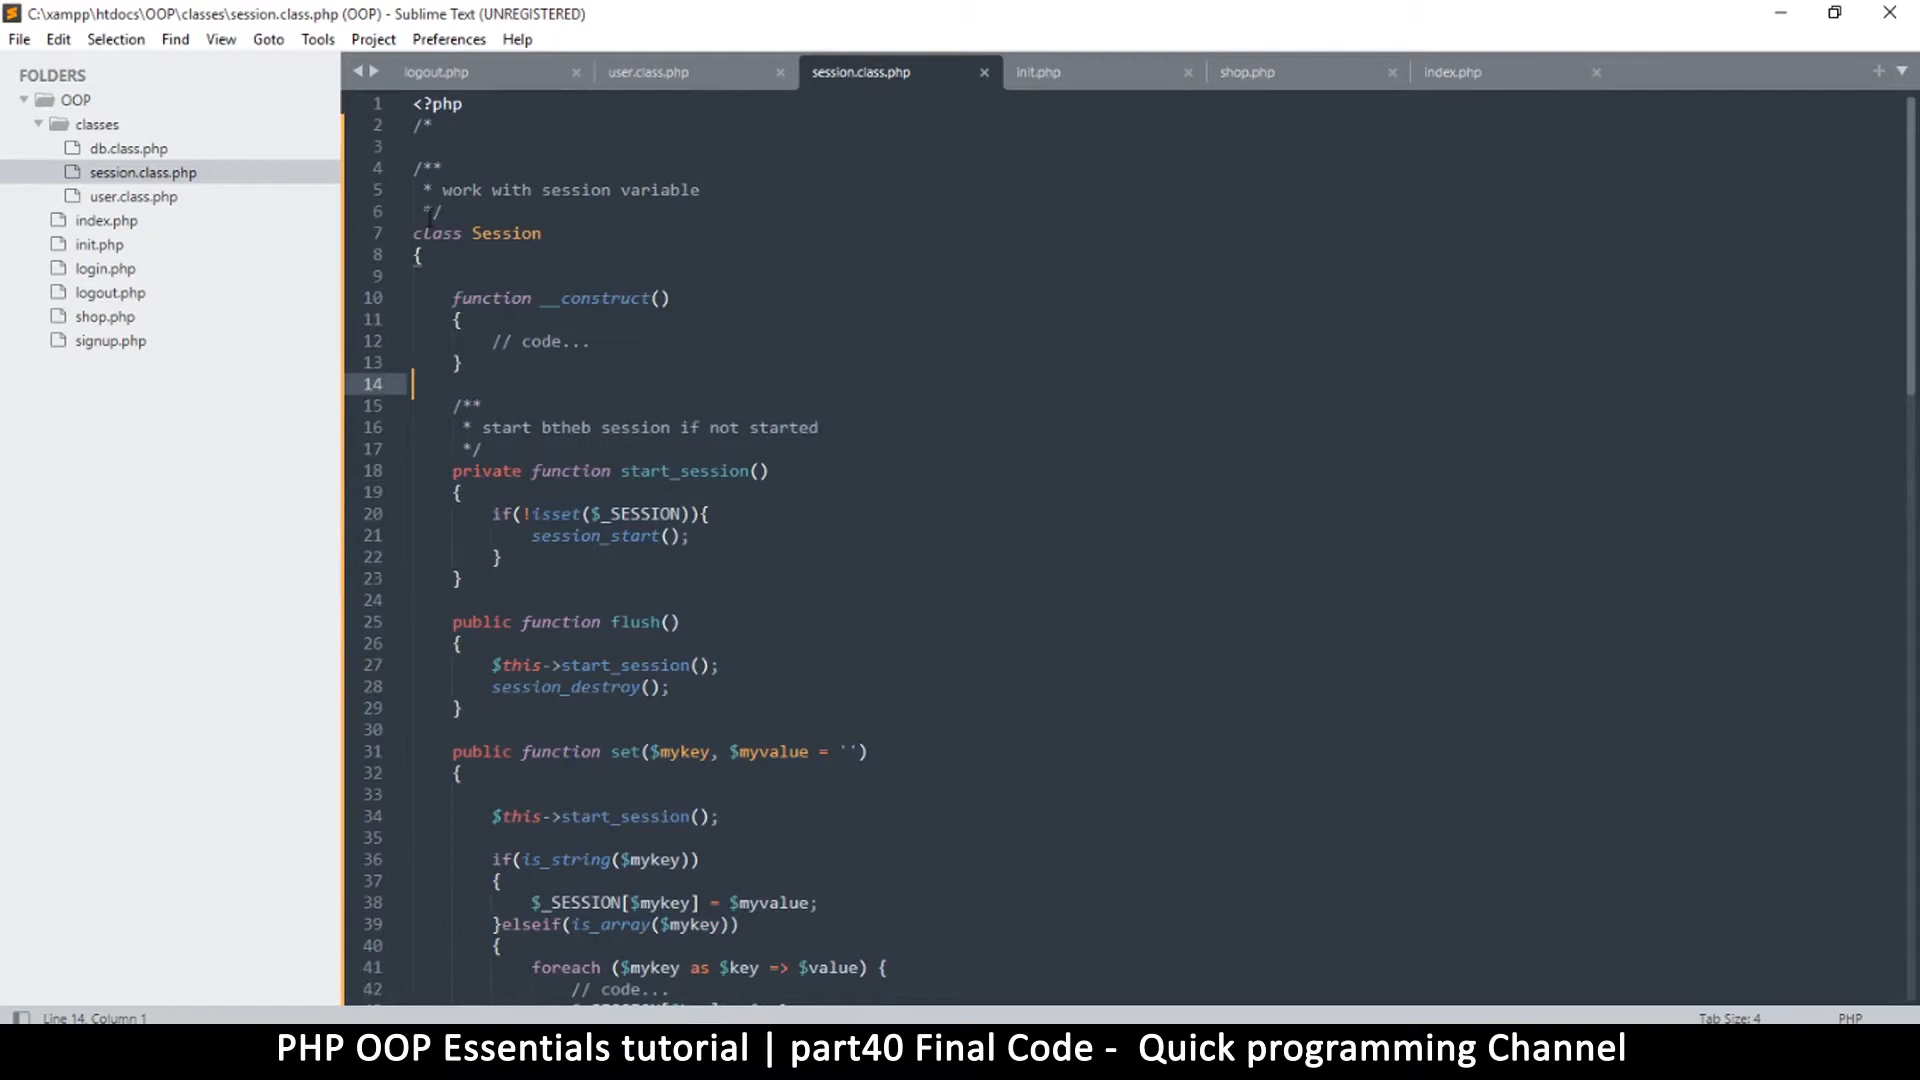 C:\xampp\htdocs\OOP\classes\session.class.php (OOP) - Sublime Text (UNREGISTERED)
File Edit Selection Find View Goto Tools Project Preferences Help
FOLDERS
OOP
classes
db.class.php
session.class.php
user.class.php
index.php
init.php
login.php
logout.php
shop.php
signup.php
logout.php user.class.php session.class.php init.php shop.php index.php
1 <?php
2 /*
3
4 /**
5 * work with session variable
6 */
7 class Session
8 {
9
10 function __construct()
11 {
12 // code...
13 }
14
15 /**
16 * start btheb session if not started
17 */
18 private function start_session()
19 {
20 if(!isset($_SESSION)){
21 session_start();
22 }
23 }
24
25 public function flush()
26 {
27 $this->start_session();
28 session_destroy();
29 }
30
31 public function set($mykey, $myvalue = '')
32 {
33
34 $this->start_session();
35
36 if(is_string($mykey))
37 {
38 $_SESSION[$mykey] = $myvalue;
39 }elseif(is_array($mykey))
40 {
41 foreach ($mykey as $key => $value) {
42 // code...
Line 14, Column 1 Tab Size: 4 PHP
PHP OOP Essentials tutorial | part40 Final Code - Quick programming Channel